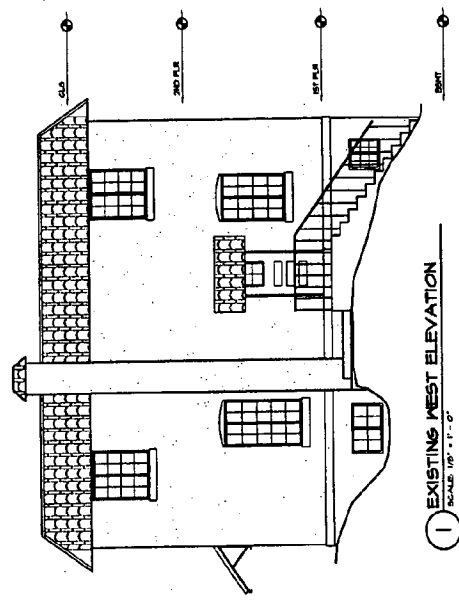 CLG
2ND FLR
1ST FLR
BSMT
1
EXISTING WEST ELEVATION
SCALE: 1/8" = 1' - 0"